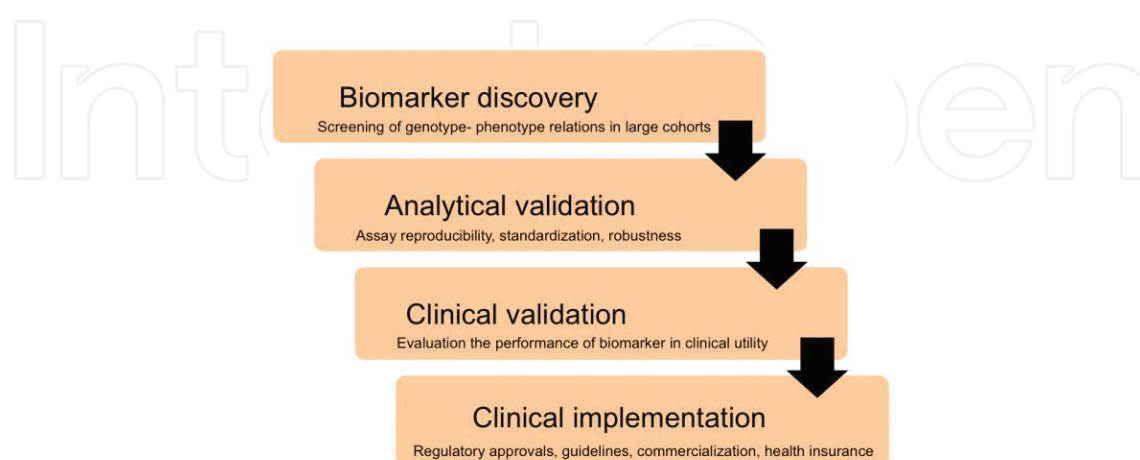 Biomarker discovery
Screening of genotype- phenotype relations in large cohorts
Analytical validation
Assay reproducibility, standardization, robustness
Clinical validation
Evaluation the performance of biomarker in clinical utility
Clinical implementation
Regulatory approvals, guidelines, commercialization, health insurance